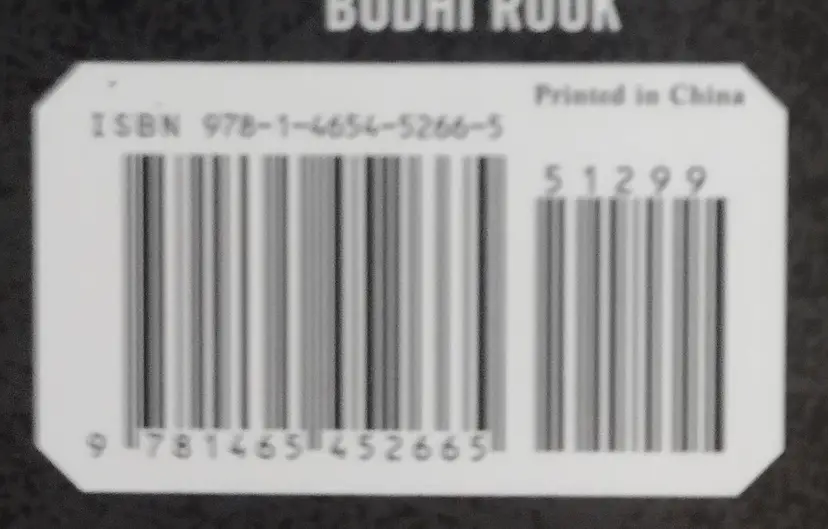 BODHI ROOK
Printed in China
ISBN 978-1-4654-5266-5
51299
9 781465 452665